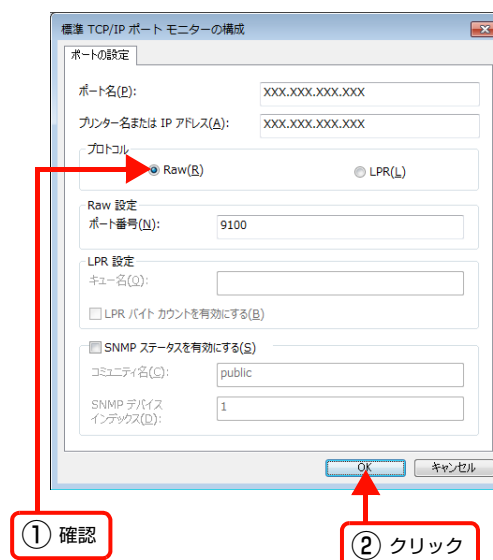 標準 TCP/IP ポート モニターの構成
ポートの設定
ポート名(P): XXX.XXX.XXX.XXX
プリンター名または IP アドレス(A): XXX.XXX.XXX.XXX
プロトコル
Raw(R) LPR(L)
Raw 設定
ポート番号(N): 9100
LPR 設定
キュー名(Q):
LPR バイト カウントを有効にする(B)
SNMP ステータスを有効にする(S)
コミュニティ名(C): public
SNMP デバイス インデックス(D): 1
OK キャンセル
① 確認
② クリック